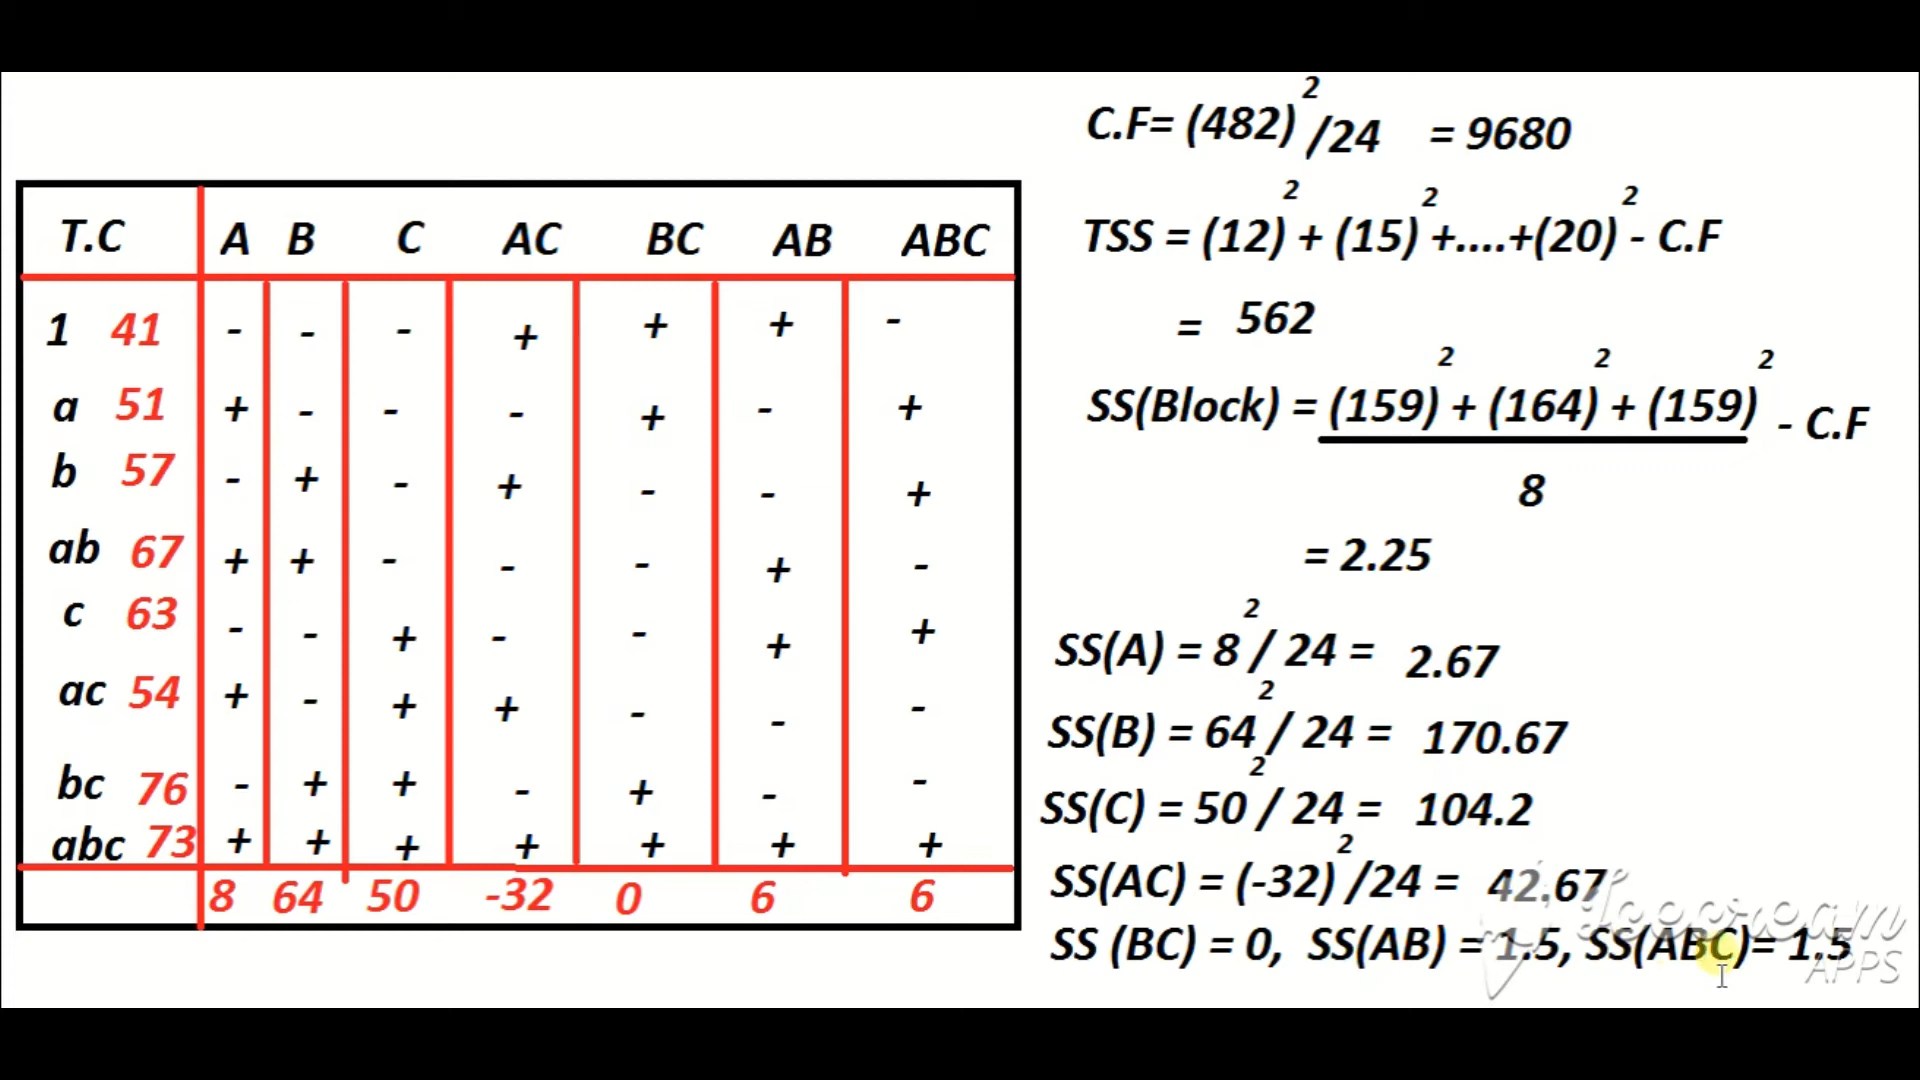 T.C A B C AC BC AB ABC
1 41 - - - + + + -
a 51 + - - - + - +
b 57 - + - + - - +
ab 67 + + - - - + -
c 63 - - + - - + +
ac 54 + - + + - - -
bc 76 - + + - + - -
abc 73 + + + + + + +
8 64 50 -32 0 6 6
C.F= (482)² /24 = 9680
TSS = (12)² + (15)² +....+(20)² - C.F
= 562
SS(Block) = (159)² + (164)² + (159)² - C.F
8
= 2.25
SS(A) = 8² / 24 = 2.67
SS(B) = 64² / 24 = 170.67
SS(C) = 50² / 24 = 104.2
SS(AC) = (-32)² /24 = 42.67
SS (BC) = 0, SS(AB) = 1.5, SS(ABC)= 1.5
Icecream
APPS